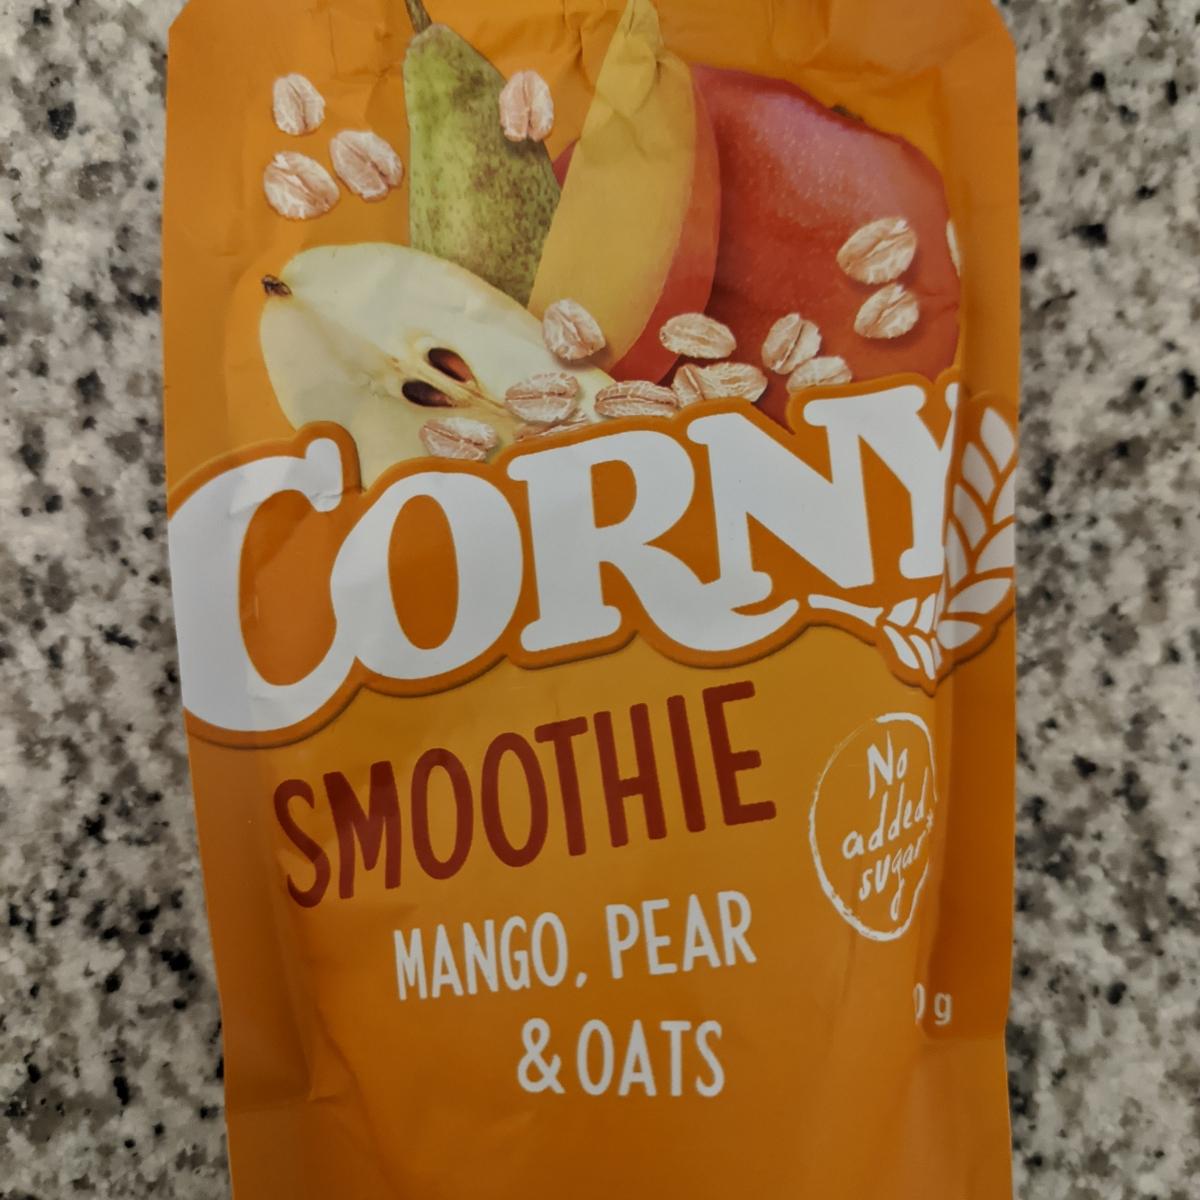 CORNY
SMOOTHIE
No
added
sugar*
MANGO, PEAR
& OATS
g